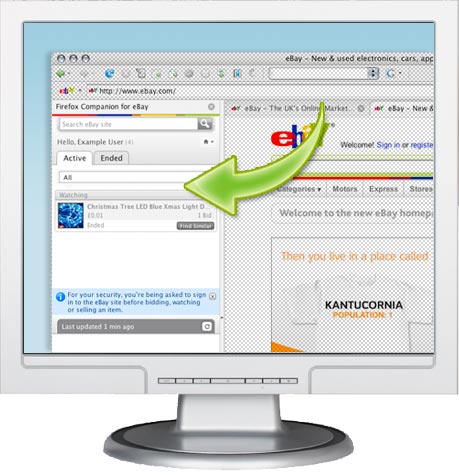 eBay - New & used electronics, cars, app
ebY
http://www.ebay.com/
Firefox Companion for eBay
eBay - The UK's Online Market...
eBay - New &
Search eBay site
Hello, Example User (4)
Active
Ended
All
Watching
Christmas Tree LED Blue Xmas Light D...
£0.01
1 Bid
Ended
Find Similar
For your security, you're being asked to sign
in to the eBay site before bidding, watching
or selling an item.
Last updated 1 min ago
Welcome! Sign in or registe
Categories
Motors
Express
Stores
Welcome to the new eBay homepa
Then you live in a place called
KANTUCORNIA
POPULATION: 1